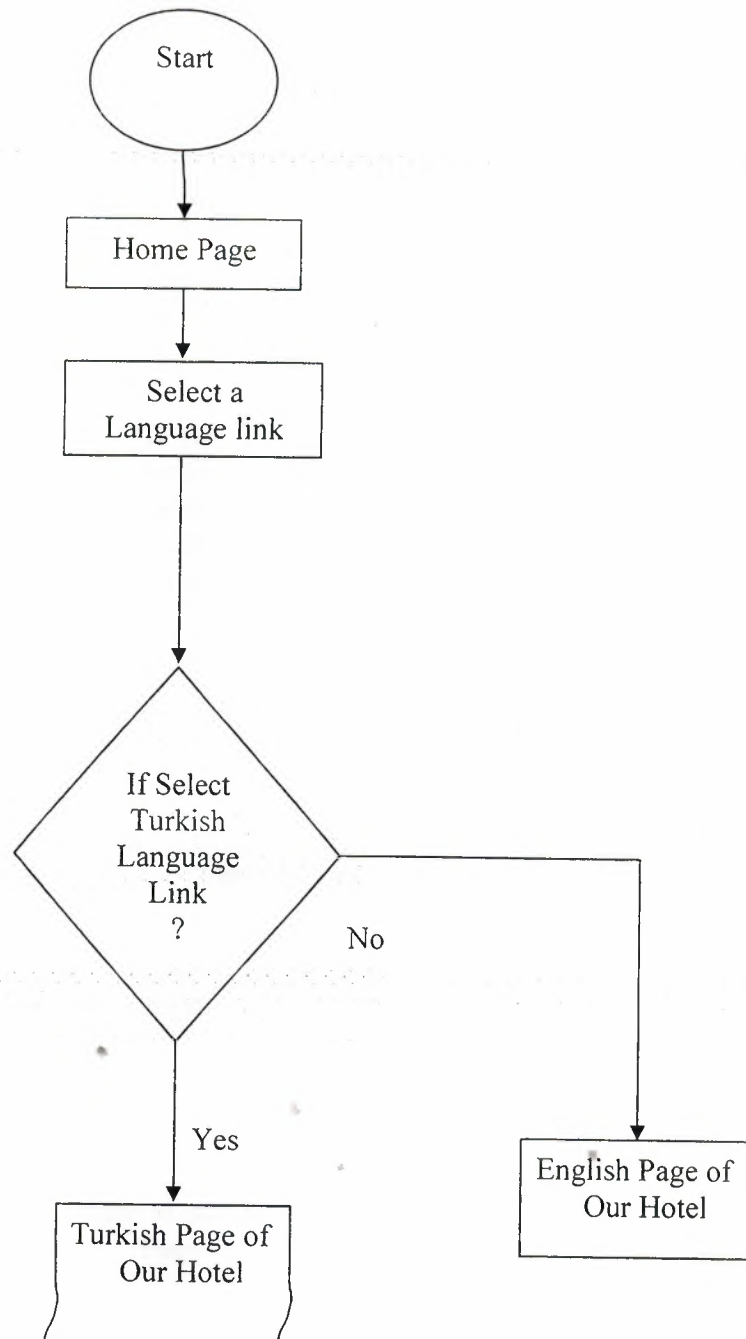 Start
Home Page
Select a
Language link
If Select
Turkish
Language
Link
?
No
Yes
English Page of
Our Hotel
Turkish Page of
Our Hotel